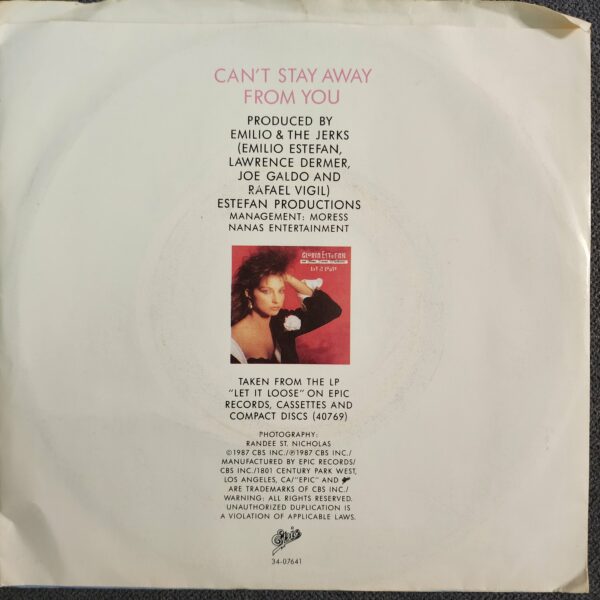 CAN'T STAY AWAY
FROM YOU
PRODUCED BY
EMILIO & THE JERKS
(EMILIO ESTEFAN,
LAWRENCE DERMER,
JOE GALDO AND
RAFAEL VIGIL)
ESTEFAN PRODUCTIONS
MANAGEMENT: MORESS
NANAS ENTERTAINMENT
GLORIA ESTEFAN
LET IT LOOSE
TAKEN FROM THE LP
"LET IT LOOSE" ON EPIC
RECORDS, CASSETTES AND
COMPACT DISCS (40769)
PHOTOGRAPHY:
RANDEE ST. NICHOLAS
©1987 CBS INC./℗1987 CBS INC./
MANUFACTURED BY EPIC RECORDS/
CBS INC./1801 CENTURY PARK WEST,
LOS ANGELES, CA/"EPIC" AND
ARE TRADEMARKS OF CBS INC./
WARNING: ALL RIGHTS RESERVED.
UNAUTHORIZED DUPLICATION IS
A VIOLATION OF APPLICABLE LAWS.
Epic
34-07641